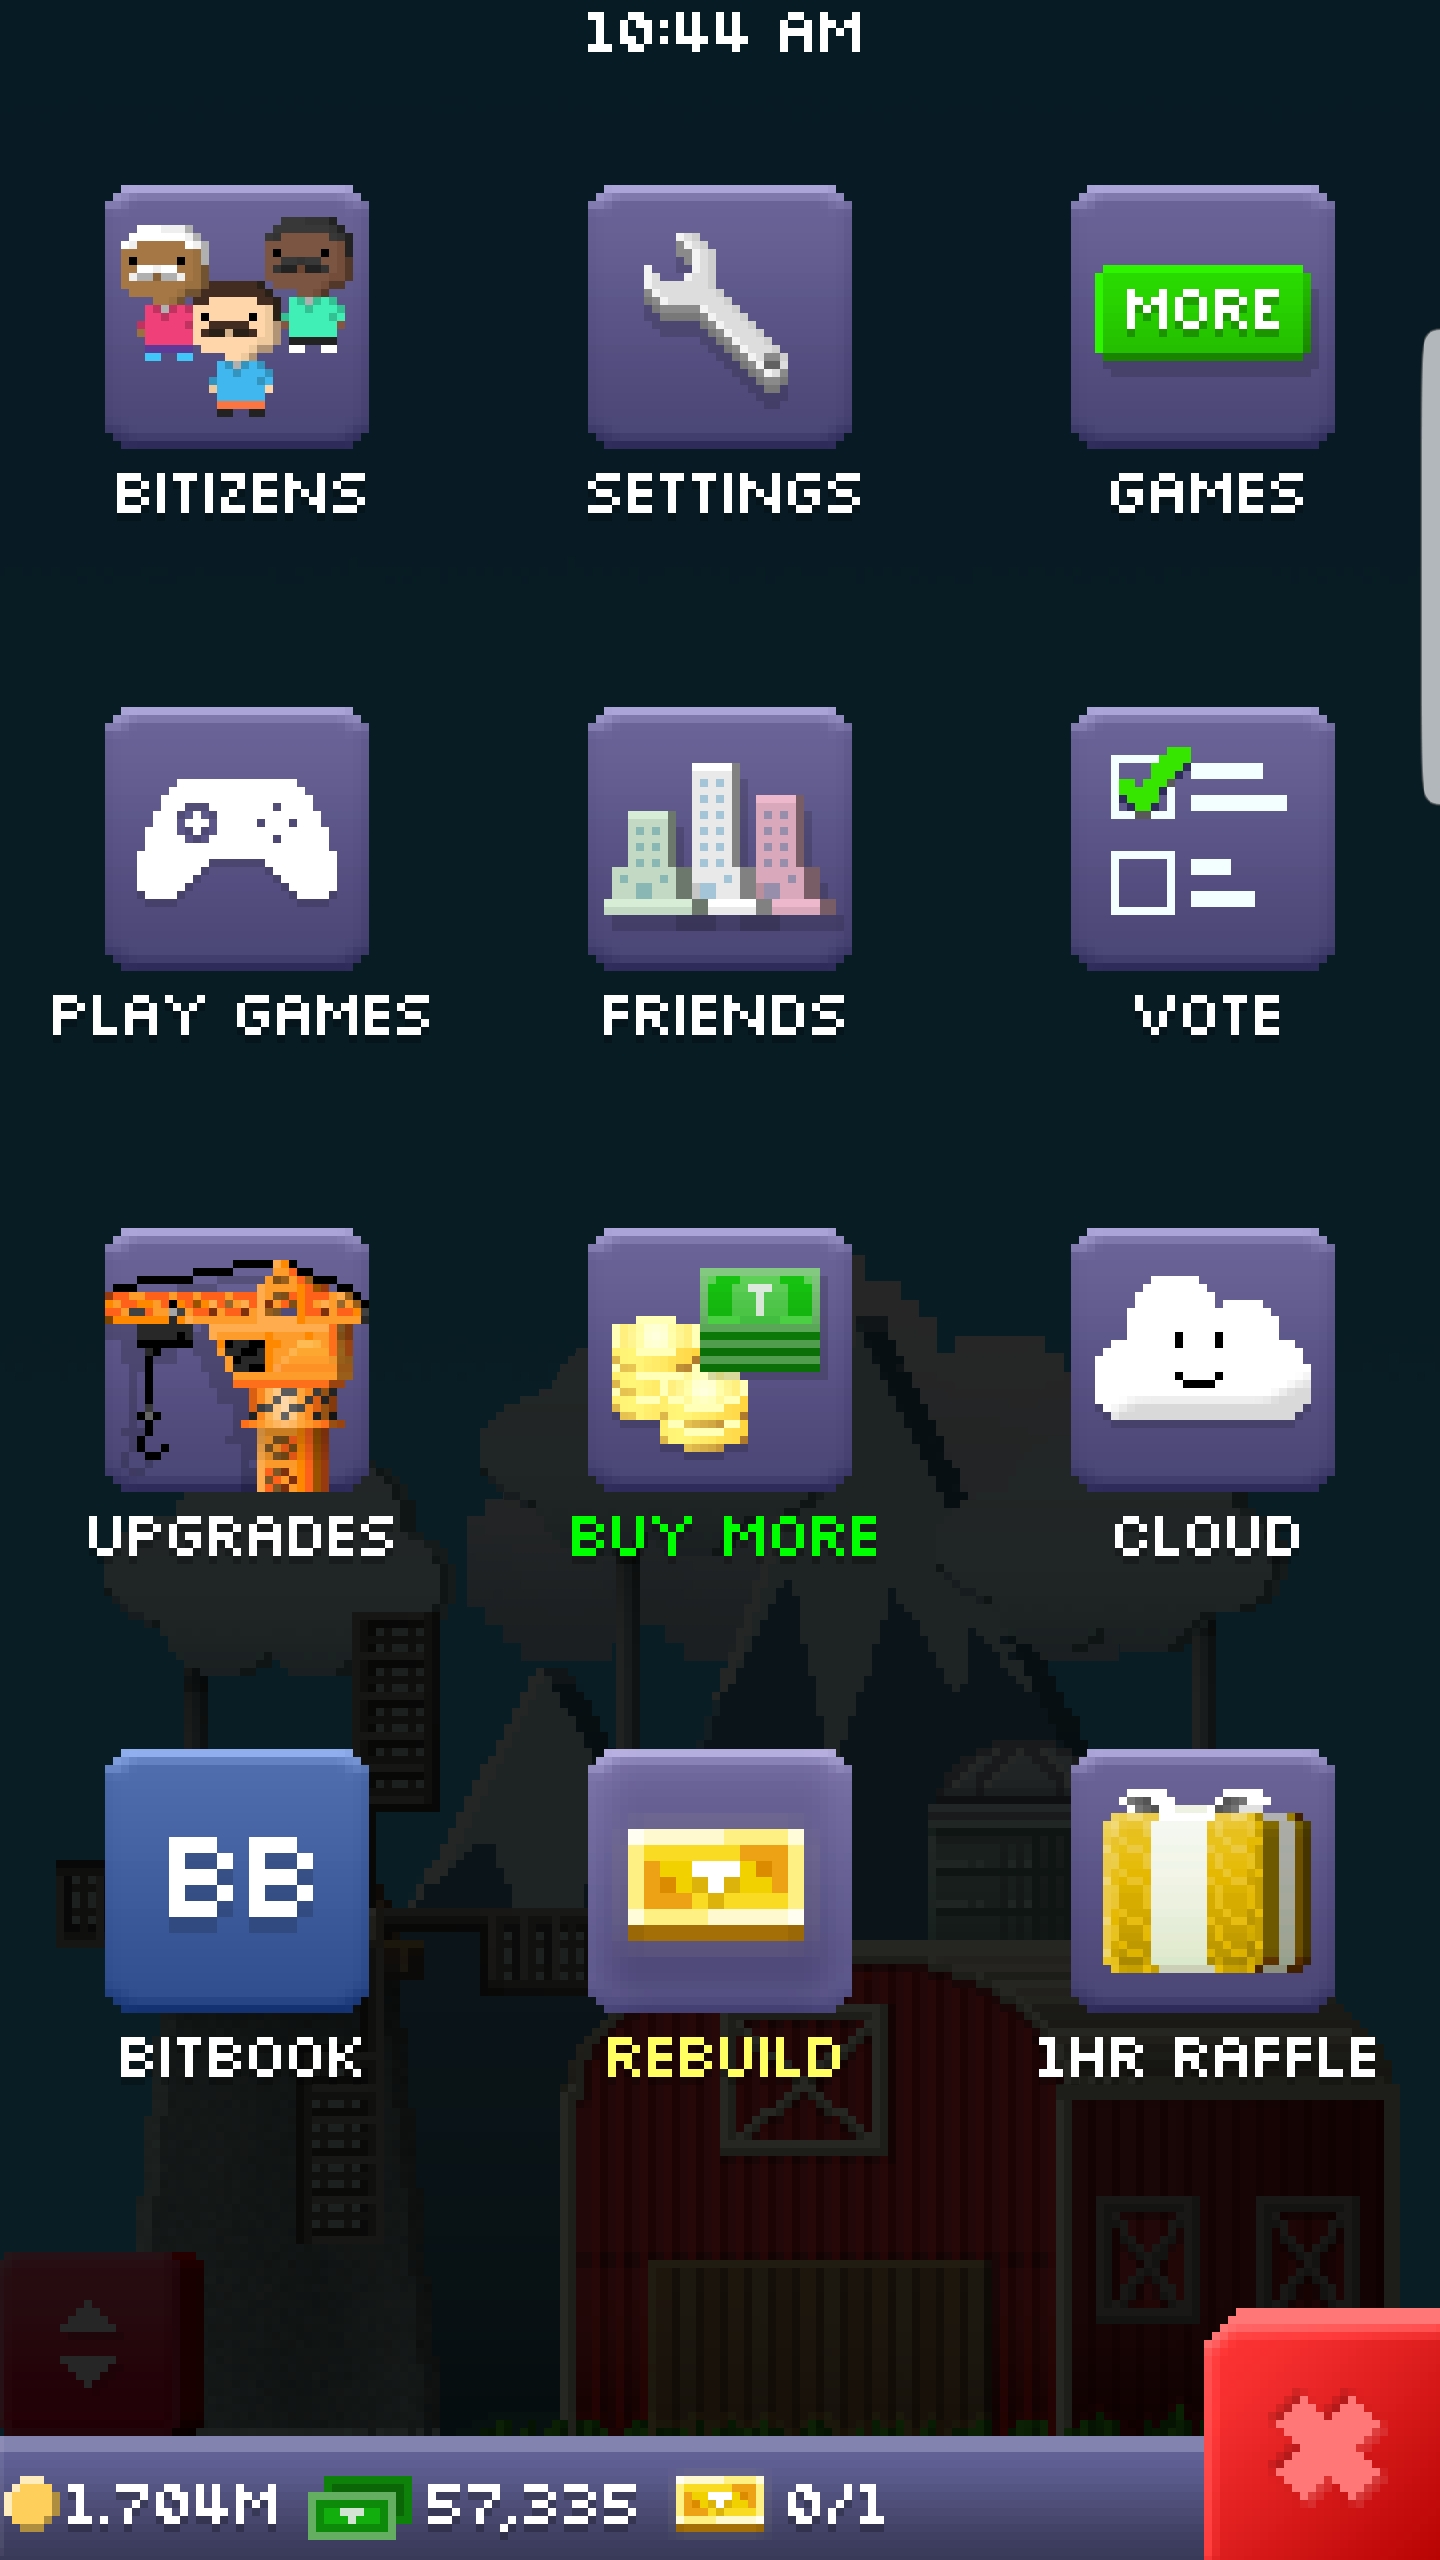 10:44 AM
MORE
BITIZENS
SETTINGS
GAMES
PLAY GAMES
FRIENDS
VOTE
T
UPGRADES
BUY MORE
CLOUD
BB
BITBOOK
REBUILD
1HR RAFFLE
1.704M
57,335
0/1